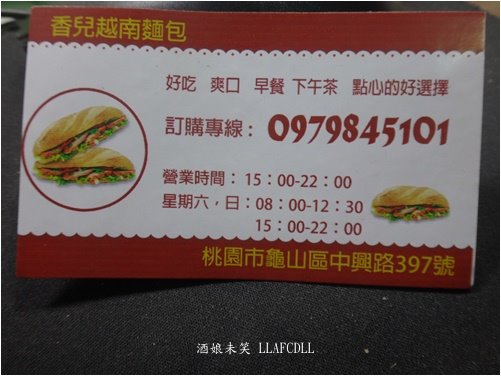 香兒越南麵包
好吃 爽口 早餐 下午茶 點心的好選擇
訂購專線：0979845101
營業時間：15：00-22：00
星期六，日：08：00-12：30
15：00-22：00
桃園市龜山區中興路397號
酒娘未笑 LLAFCDLL